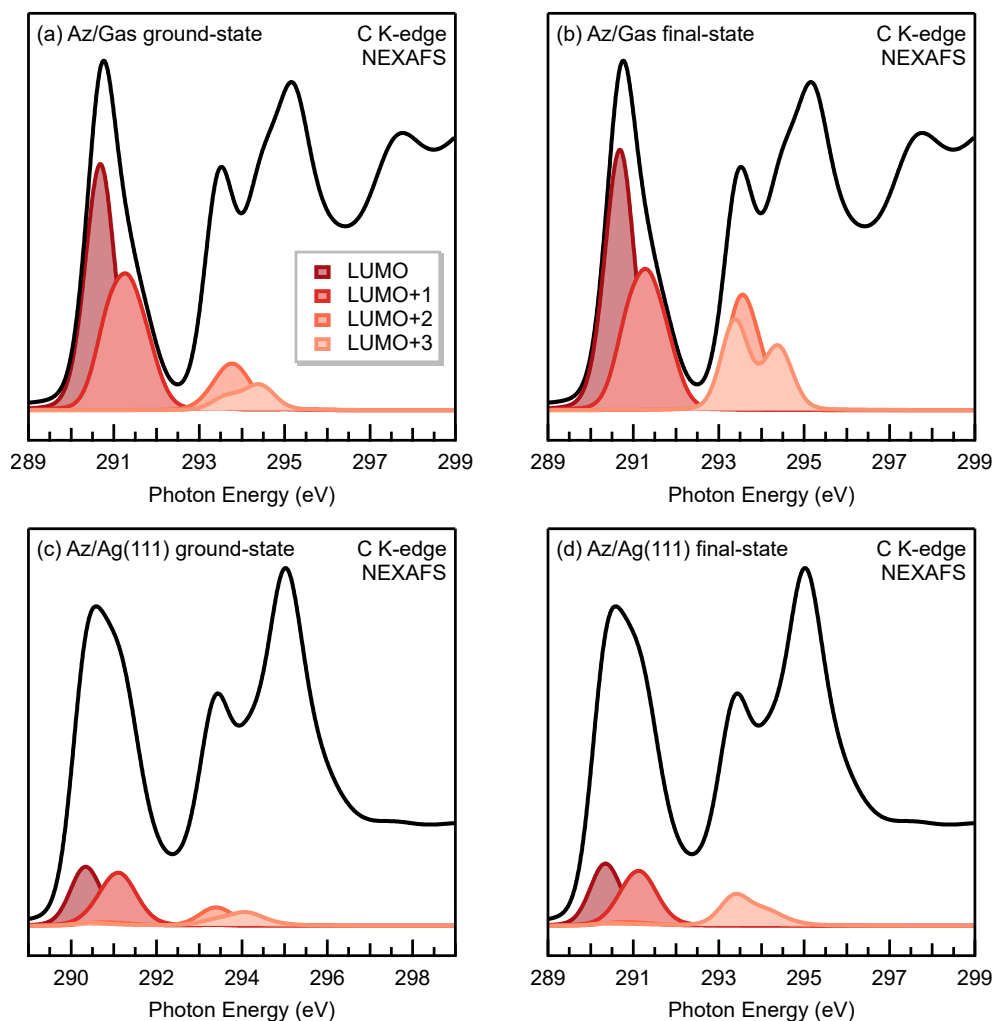 (a) Az/Gas ground-state
C K-edge
NEXAFS
LUMO
LUMO+1
LUMO+2
LUMO+3
289 291 293 295 297 299
Photon Energy (eV)
(b) Az/Gas final-state
C K-edge
NEXAFS
289 291 293 295 297 299
Photon Energy (eV)
(c) Az/Ag(111) ground-state
C K-edge
NEXAFS
290 292 294 296 298
Photon Energy (eV)
(d) Az/Ag(111) final-state
C K-edge
NEXAFS
289 291 293 295 297 299
Photon Energy (eV)